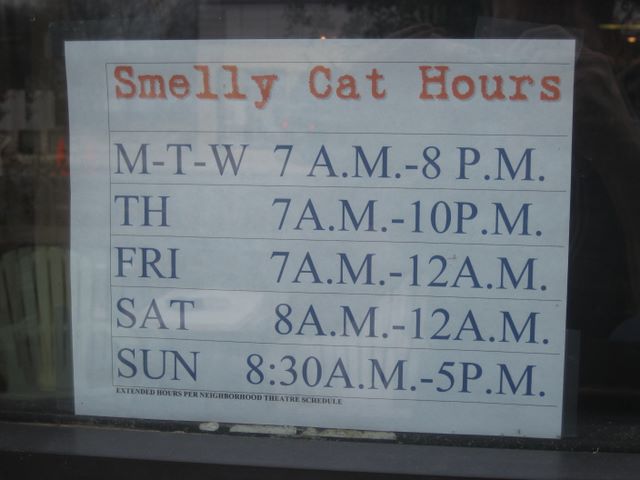 Smelly Cat Hours
M-T-W 7 A.M.-8 P.M.
TH 7A.M.-10P.M.
FRI 7A.M.-12A.M.
SAT 8A.M.-12A.M.
SUN 8:30A.M.-5P.M.
EXTENDED HOURS PER NEIGHBORHOOD THEATRE SCHEDULE